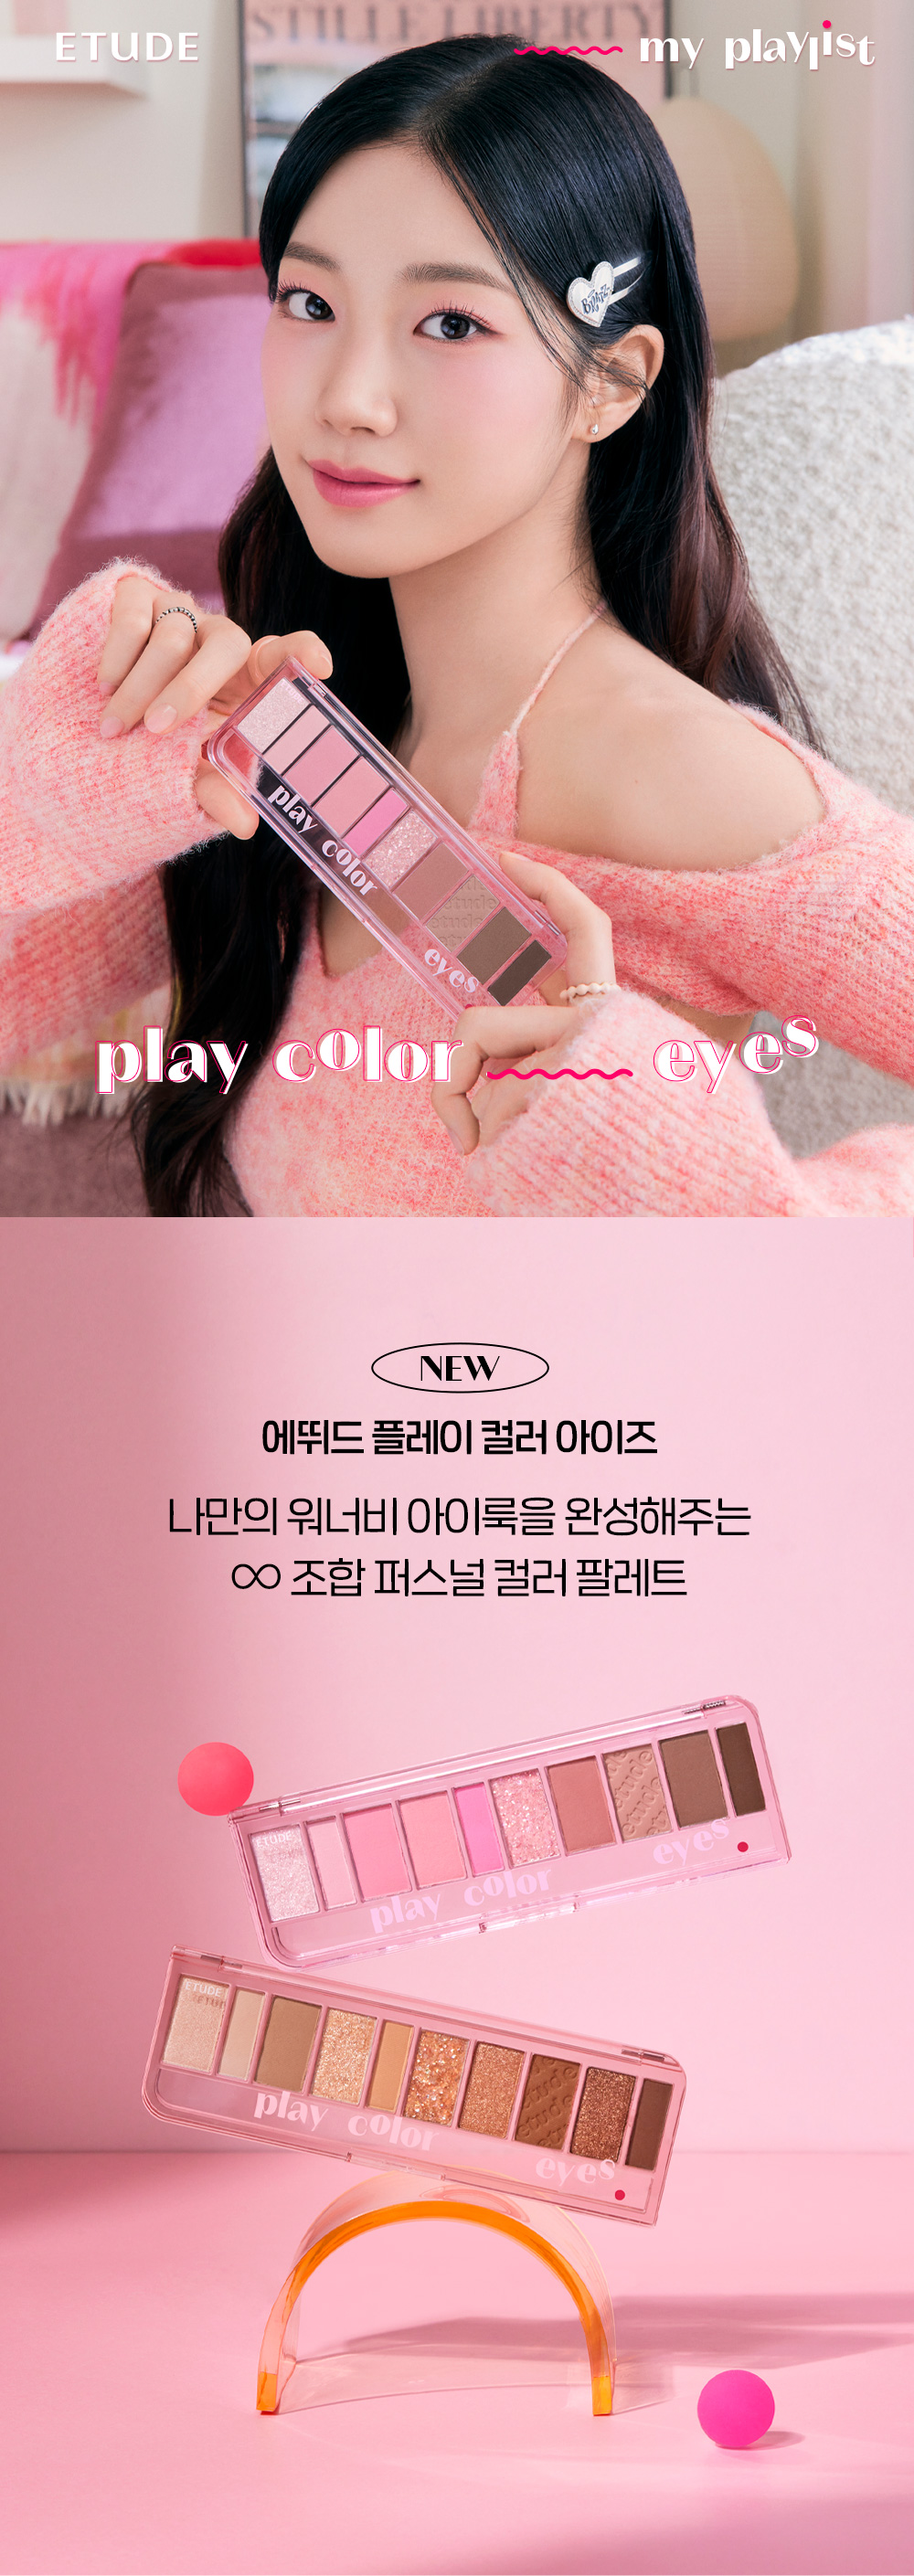 STILLE LIBERTY
ETUDE
my playlist
play color
eyes
play color eyes
NEW
에뛰드 플레이 컬러 아이즈
나만의 워너비 아이룩을 완성해주는
∞ 조합 퍼스널 컬러 팔레트
ETUDE
etude
play color
eyes
ETUDE
etude
play color
eyes